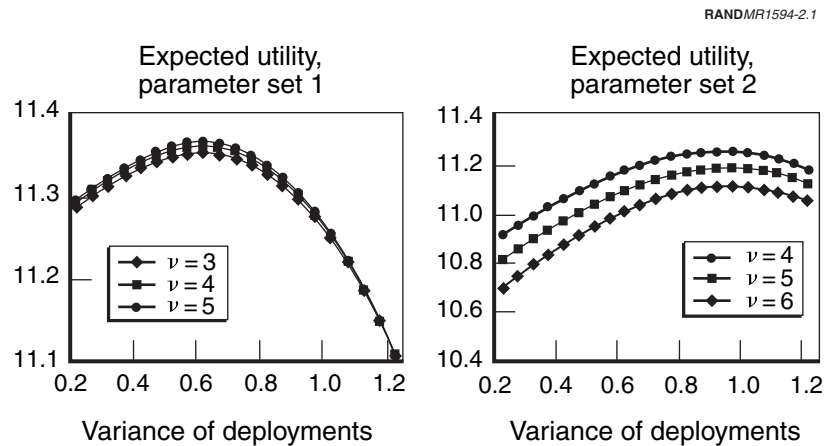 RANDMR1594-2.1
Expected utility,
parameter set 1
11.4
11.3
11.2
11.1
ν = 3
ν = 4
ν = 5
0.2 0.4 0.6 0.8 1.0 1.2
Variance of deployments
Expected utility,
parameter set 2
11.4
11.2
11.0
10.8
10.6
10.4
ν = 4
ν = 5
ν = 6
0.2 0.4 0.6 0.8 1.0 1.2
Variance of deployments